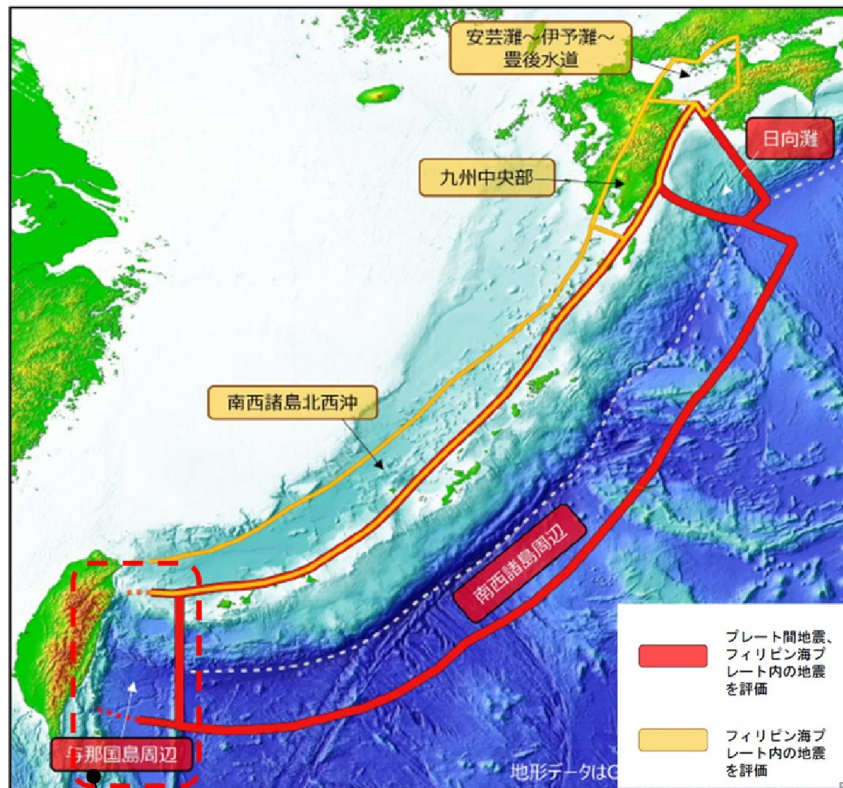 安芸灘~伊予灘~
豊後水道
日向灘
九州中央部
南西諸島北西沖
南西諸島周辺
与那国島周辺
プレート間地震、
フィリピン海プ
レート内の地震
を評価
フィリピン海プ
レート内の地震
を評価
地形データは